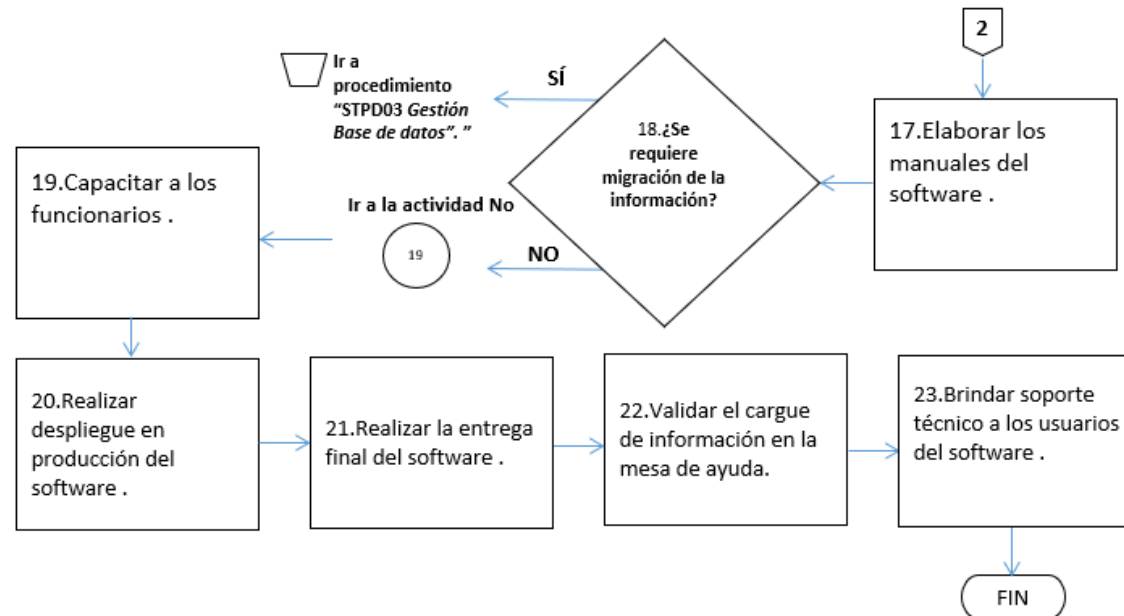 2
17.Elaborar los
manuales del
software .
18.¿Se
requiere
migración de la
información?
SÍ
Ir a
procedimiento
“STPD03 Gestión
Base de datos”. ”
NO
Ir a la actividad No
19
19.Capacitar a los
funcionarios .
20.Realizar
despliegue en
producción del
software .
21.Realizar la entrega
final del software .
22.Validar el cargue
de información en la
mesa de ayuda.
23.Brindar soporte
técnico a los usuarios
del software .
FIN